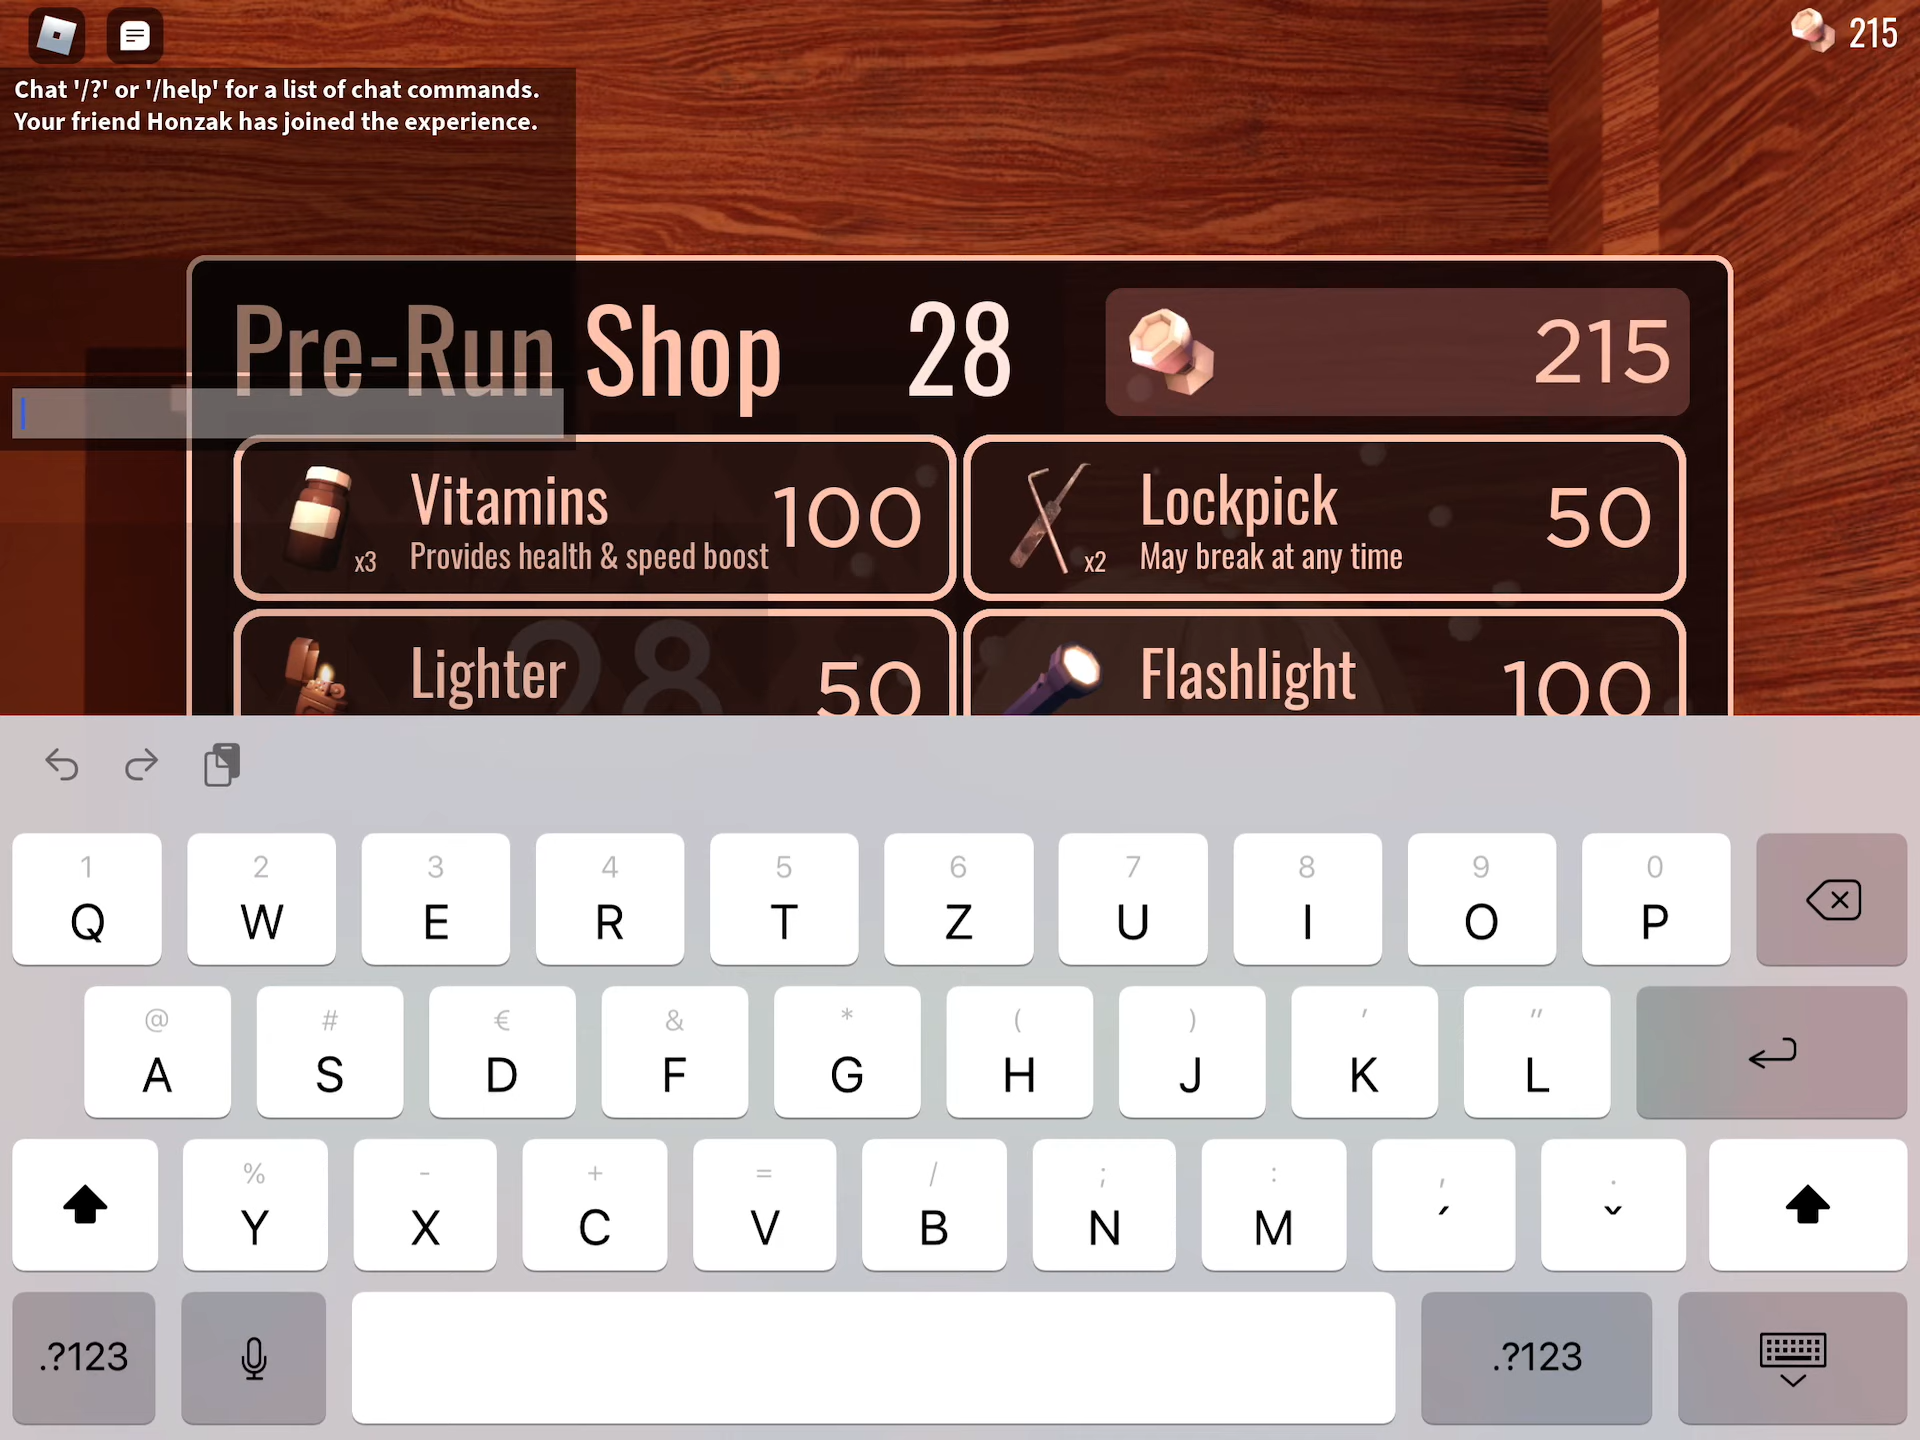 215
Chat '/?' or '/help' for a list of chat commands.
Your friend Honzak has joined the experience.
Pre-Run Shop 28 215
Vitamins 100
x3 Provides health & speed boost
Lockpick 50
x2 May break at any time
28
Lighter 50
Flashlight 100
1 2 3 4 5 6 7 8 9 0
Q W E R T Z U I O P
@ # € & * ( ) ' "
A S D F G H J K L
% - + = / ; : , .
Y X C V B N M ´ ˇ
.?123 .?123